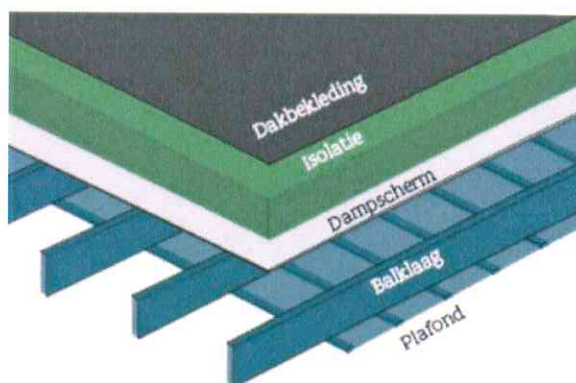 Dakbekleding
Isolatie
Dampscherm
Balklaag
Plafond